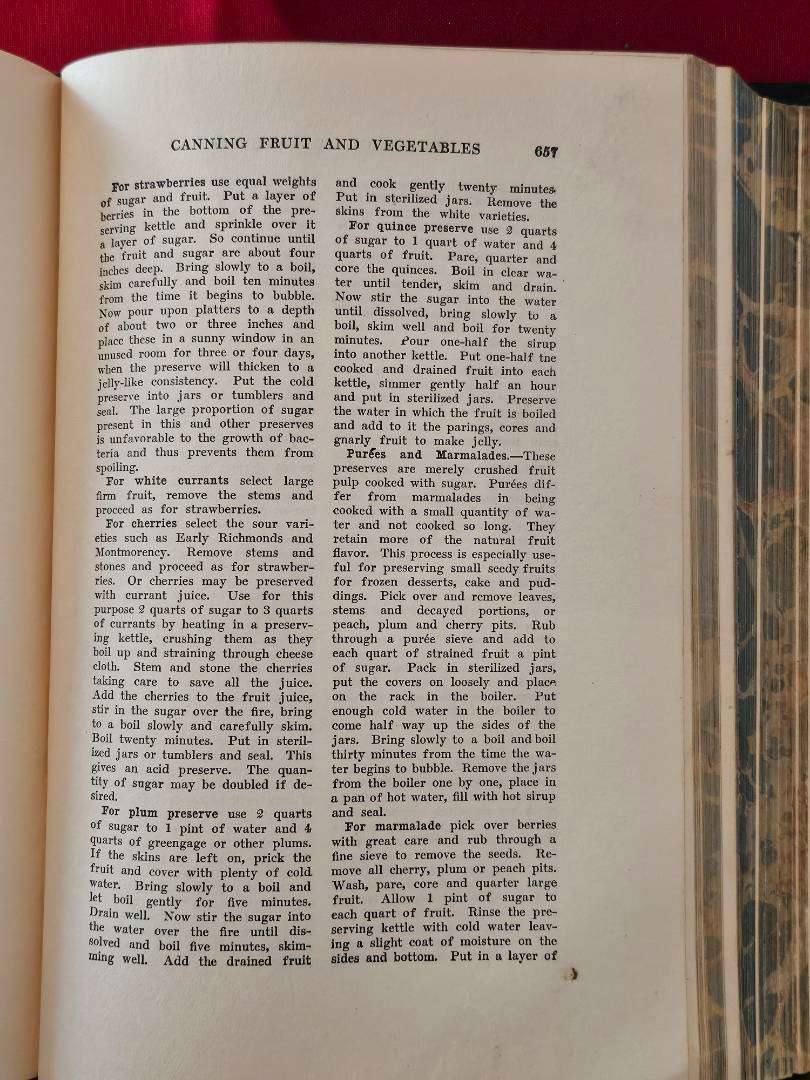 CANNING FRUIT AND VEGETABLES 657
For strawberries use equal weights
of sugar and fruit. Put a layer of
berries in the bottom of the pre-
serving kettle and sprinkle over it
a layer of sugar. So continue until
the fruit and sugar are about four
inches deep. Bring slowly to a boil,
skim carefully and boil ten minutes
from the time it begins to bubble.
Now pour upon platters to a depth
of about two or three inches and
place these in a sunny window in an
unused room for three or four days,
when the preserve will thicken to a
jelly-like consistency. Put the cold
preserve into jars or tumblers and
seal. The large proportion of sugar
present in this and other preserves
is unfavorable to the growth of bac-
teria and thus prevents them from
spoiling.
For white currants select large
firm fruit, remove the stems and
proceed as for strawberries.
For cherries select the sour vari-
eties such as Early Richmonds and
Montmorency. Remove stems and
stones and proceed as for strawber-
ries. Or cherries may be preserved
with currant juice. Use for this
purpose 2 quarts of sugar to 3 quarts
of currants by heating in a preserv-
ing kettle, crushing them as they
boil up and straining through cheese
cloth. Stem and stone the cherries
taking care to save all the juice.
Add the cherries to the fruit juice,
stir in the sugar over the fire, bring
to a boil slowly and carefully skim.
Boil twenty minutes. Put in steril-
ized jars or tumblers and seal. This
gives an acid preserve. The quan-
tity of sugar may be doubled if de-
sired.
For plum preserve use 2 quarts
of sugar to 1 pint of water and 4
quarts of greengage or other plums.
If the skins are left on, prick the
fruit and cover with plenty of cold
water. Bring slowly to a boil and
let boil gently for five minutes.
Drain well. Now stir the sugar into
the water over the fire until dis-
solved and boil five minutes, skim-
ming well. Add the drained fruit
and cook gently twenty minutes.
Put in sterilized jars. Remove the
skins from the white varieties.
For quince preserve use 2 quarts
of sugar to 1 quart of water and 4
quarts of fruit. Pare, quarter and
core the quinces. Boil in clear wa-
ter until tender, skim and drain.
Now stir the sugar into the water
until dissolved, bring slowly to a
boil, skim well and boil for twenty
minutes. Pour one-half the sirup
into another kettle. Put one-half the
cooked and drained fruit into each
kettle, simmer gently half an hour
and put in sterilized jars. Preserve
the water in which the fruit is boiled
and add to it the parings, cores and
gnarly fruit to make jelly.
Purées and Marmalades.—These
preserves are merely crushed fruit
pulp cooked with sugar. Purées dif-
fer from marmalades in being
cooked with a small quantity of wa-
ter and not cooked so long. They
retain more of the natural fruit
flavor. This process is especially use-
ful for preserving small seedy fruits
for frozen desserts, cake and pud-
dings. Pick over and remove leaves,
stems and decayed portions, or
peach, plum and cherry pits. Rub
through a purée sieve and add to
each quart of strained fruit a pint
of sugar. Pack in sterilized jars,
put the covers on loosely and place
on the rack in the boiler. Put
enough cold water in the boiler to
come half way up the sides of the
jars. Bring slowly to a boil and boil
thirty minutes from the time the wa-
ter begins to bubble. Remove the jars
from the boiler one by one, place in
a pan of hot water, fill with hot sirup
and seal.
For marmalade pick over berries
with great care and rub through a
fine sieve to remove the seeds. Re-
move all cherry, plum or peach pits.
Wash, pare, core and quarter large
fruit. Allow 1 pint of sugar to
each quart of fruit. Rinse the pre-
serving kettle with cold water leav-
ing a slight coat of moisture on the
sides and bottom. Put in a layer of